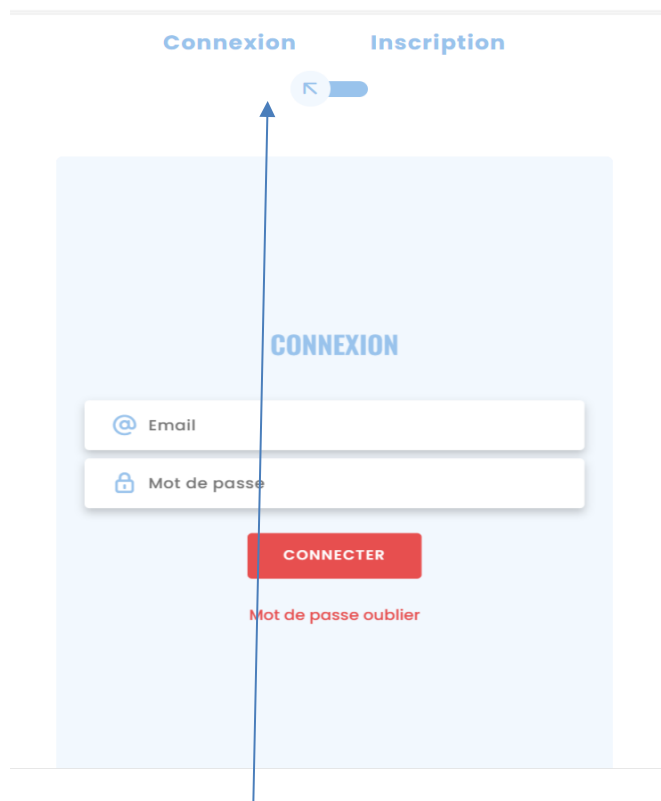 Connexion Inscription
CONNEXION
Email
Mot de passe
CONNECTER
Mot de passe oublier